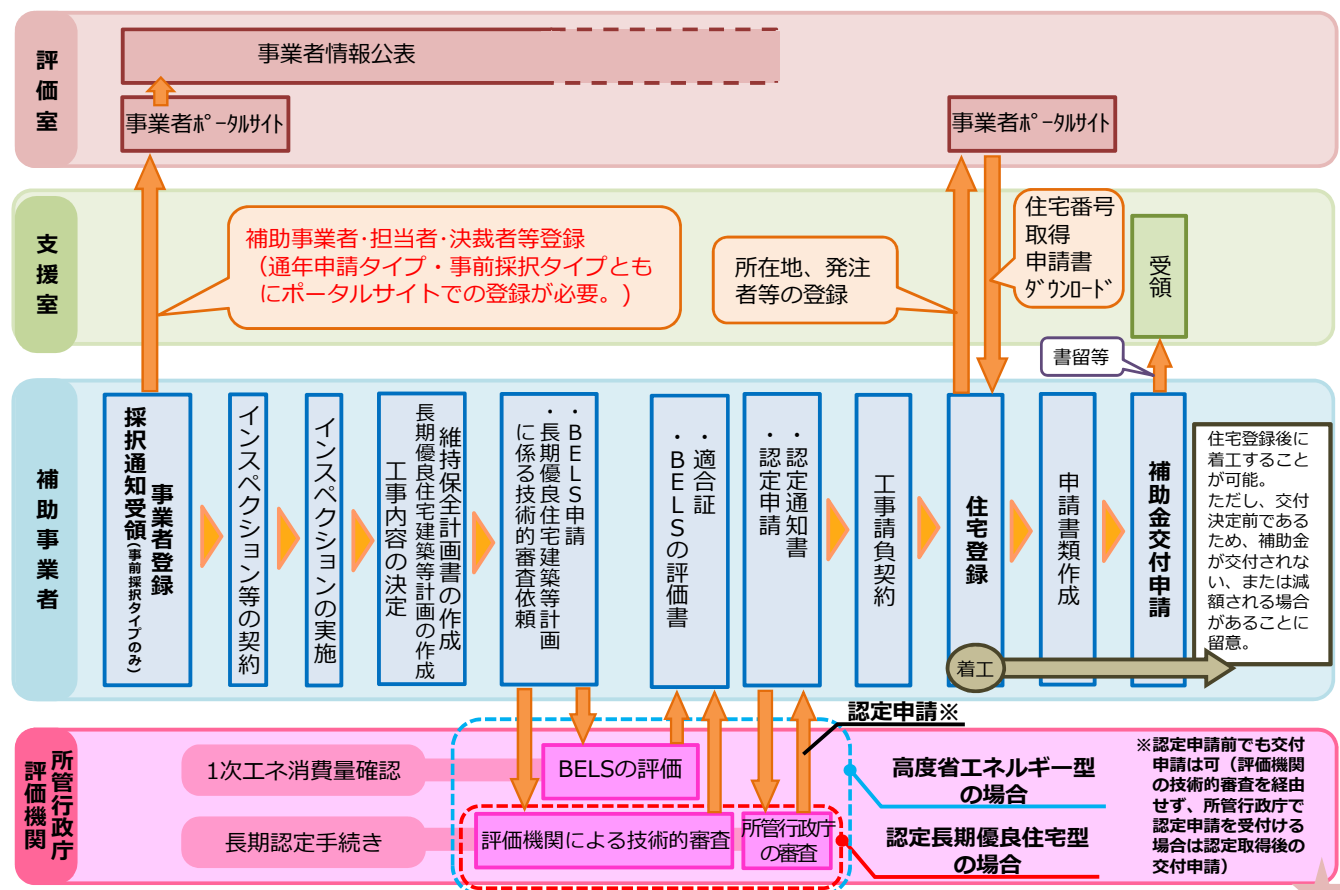 評価室
事業者情報公表
事業者ﾎﾟｰﾀﾙｻｲﾄ
事業者ﾎﾟｰﾀﾙｻｲﾄ
支援室
補助事業者･担当者･決裁者等登録
（通年申請タイプ・事前採択タイプとも
にポータルサイトでの登録が必要。)
所在地、発注
者等の登録
住宅番号
取得
申請書
ﾀﾞｳﾝﾛｰﾄﾞ
受領
書留等
補助事業者
事業者登録
採択通知受領(事前採択タイプのみ)
インスペクション等の契約
インスペクションの実施
維持保全計画書の作成
長期優良住宅建築等計画の作成
工事内容の決定
・BELS申請
・長期優良住宅建築等計画
に係る技術的審査依頼
・適合証
・BELSの評価書
・認定通知書
・認定申請
工事請負契約
住宅登録
申請書類作成
補助金交付申請
住宅登録後に
着工すること
が可能。
ただし、交付
決定前である
ため、補助金
が交付されな
い、または減
額される場合
があることに
留意。
着工
所管行政庁
評価機関
認定申請※
1次エネ消費量確認
BELSの評価
高度省エネルギー型
の場合
長期認定手続き
評価機関による技術的審査
所管行政庁
の審査
認定長期優良住宅型
の場合
※認定申請前でも交付
申請は可（評価機関
の技術的審査を経由
せず、所管行政庁で
認定申請を受付ける
場合は認定取得後の
交付申請）